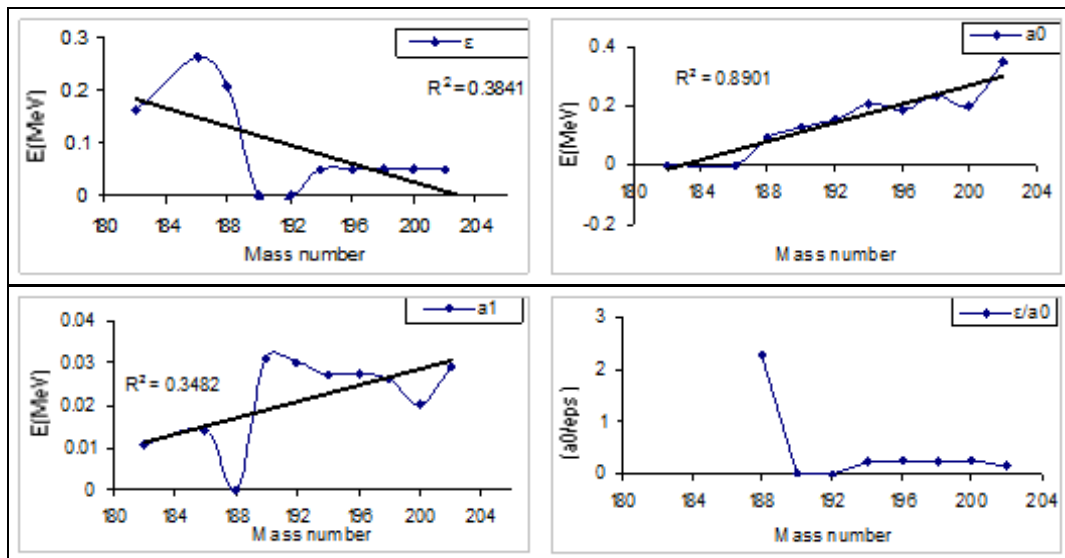 ε
R² = 0.3841
E(MeV)
0.3
0.2
0.1
0
180 184 188 192 196 200 204
Mass number
a0
R² = 0.8901
E(MeV)
0.4
0.2
0
-0.2
180 184 188 192 196 200 204
Mass number
a1
R² = 0.3482
E(MeV)
0.04
0.03
0.02
0.01
0
180 184 188 192 196 200 204
Mass number
ε/a0
(a0/eps)
3
2
1
0
180 184 188 192 196 200 204
Mass number